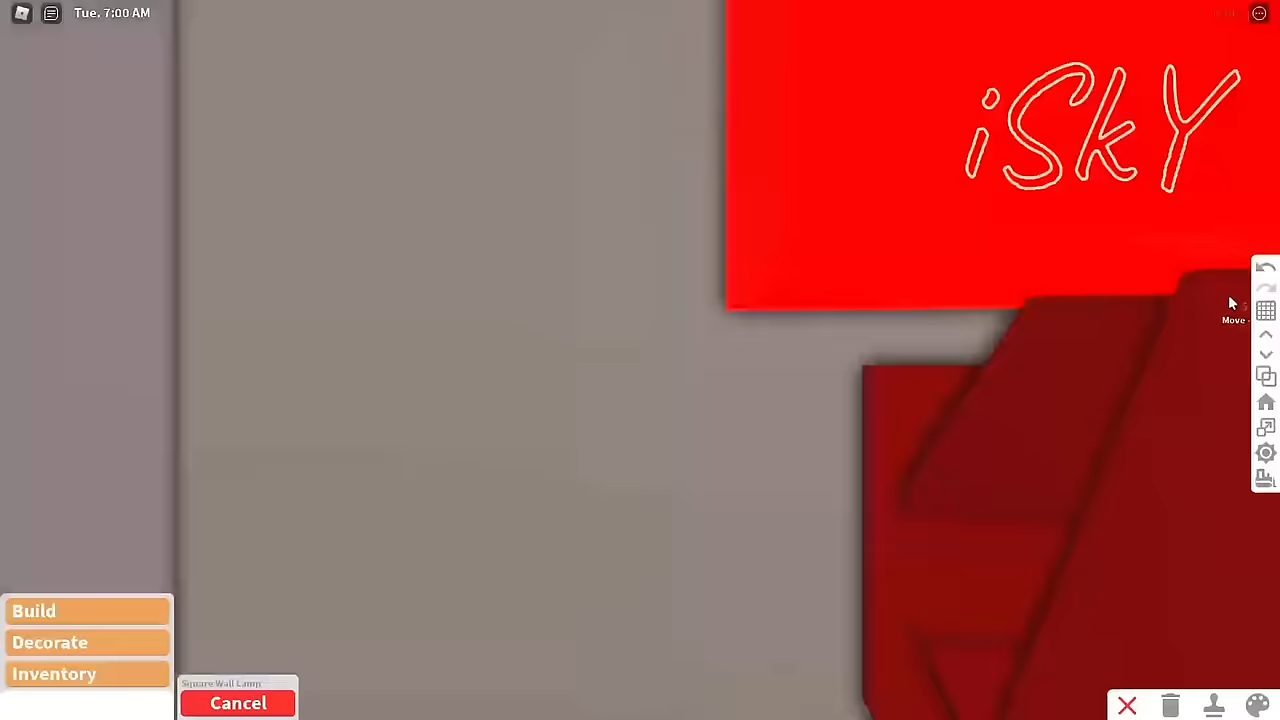 Tue. 7:00 AM
iSkY
Move
Build
Decorate
Inventory
Square Wall Lamp
Cancel